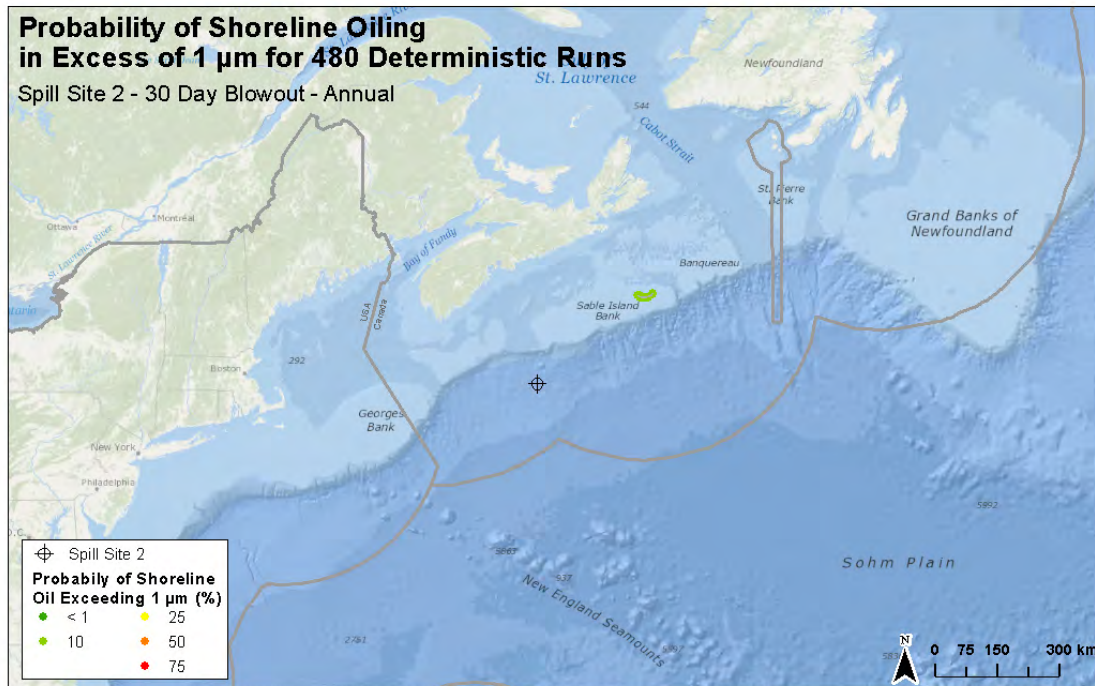 Probability of Shoreline Oiling
in Excess of 1 µm for 480 Deterministic Runs
Spill Site 2 - 30 Day Blowout - Annual
St. Lawrence
Newfoundland
544
Cabot Strait
Ottawa
Montréal
St. Lawrence River
Bay of Fundy
St. Pierre
Bank
Grand Banks of
Newfoundland
Banquereau
Sable Island
Bank
USA
Canada
292
Boston
Georges
Bank
New York
Philadelphia
5892
Sohm Plain
937
New England Seamounts
2761
Spill Site 2
Probabily of Shoreline
Oil Exceeding 1 µm (%)
< 1
25
10
50
75
N
0 75 150 300 km